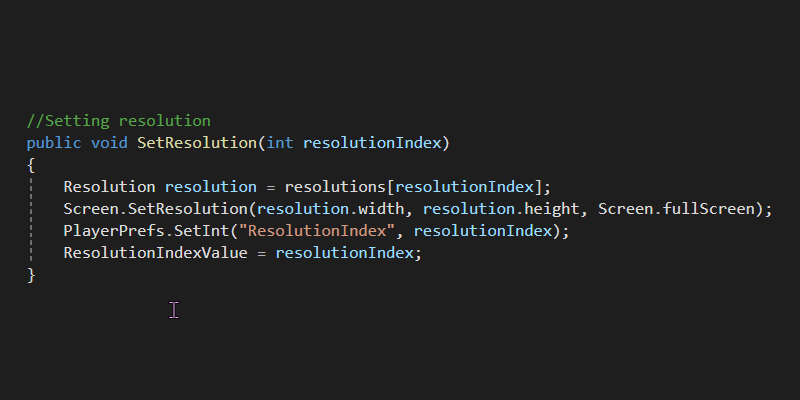 //Setting resolution
public void SetResolution(int resolutionIndex)
{
Resolution resolution = resolutions[resolutionIndex];
Screen.SetResolution(resolution.width, resolution.height, Screen.fullScreen);
PlayerPrefs.SetInt("ResolutionIndex", resolutionIndex);
ResolutionIndexValue = resolutionIndex;
}